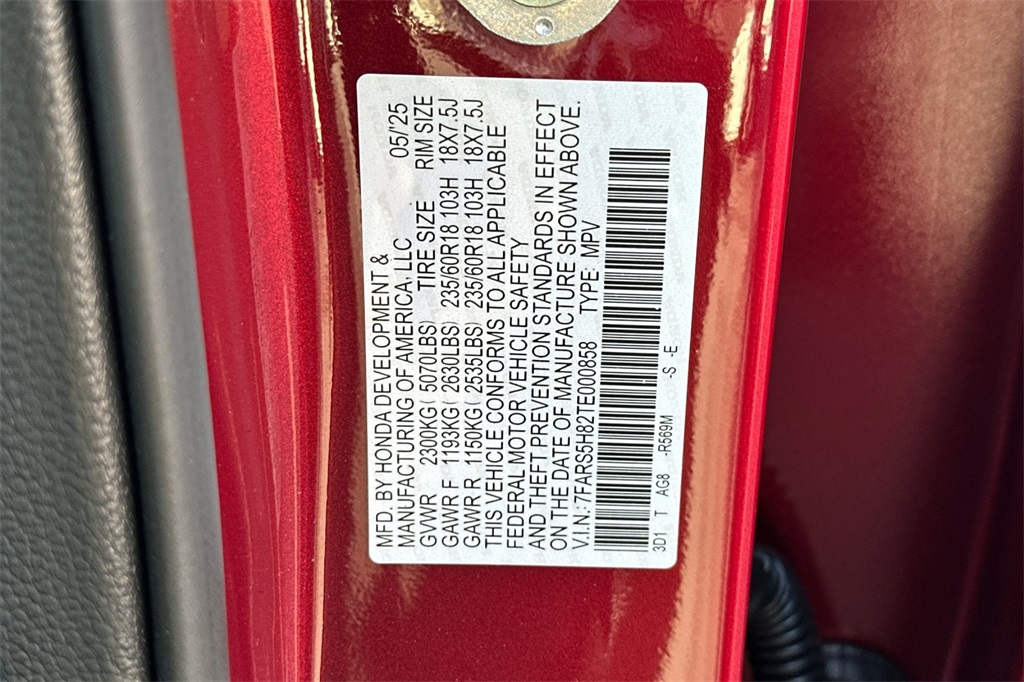 MFD. BY HONDA DEVELOPMENT & 05/'25
MANUFACTURING OF AMERICA, LLC
GVWR 2300KG( 5070LBS) TIRE SIZE RIM SIZE
GAWR F 1193KG( 2630LBS) 235/60R18 103H 18X7.5J
GAWR R 1150KG( 2535LBS) 235/60R18 103H 18X7.5J
THIS VEHICLE CONFORMS TO ALL APPLICABLE
FEDERAL MOTOR VEHICLE SAFETY
AND THEFT PREVENTION STANDARDS IN EFFECT
ON THE DATE OF MANUFACTURE SHOWN ABOVE.
V.I.N.:7FARS5H82TE000858 TYPE: MPV
3D1 T AG8 -R569M -S -E